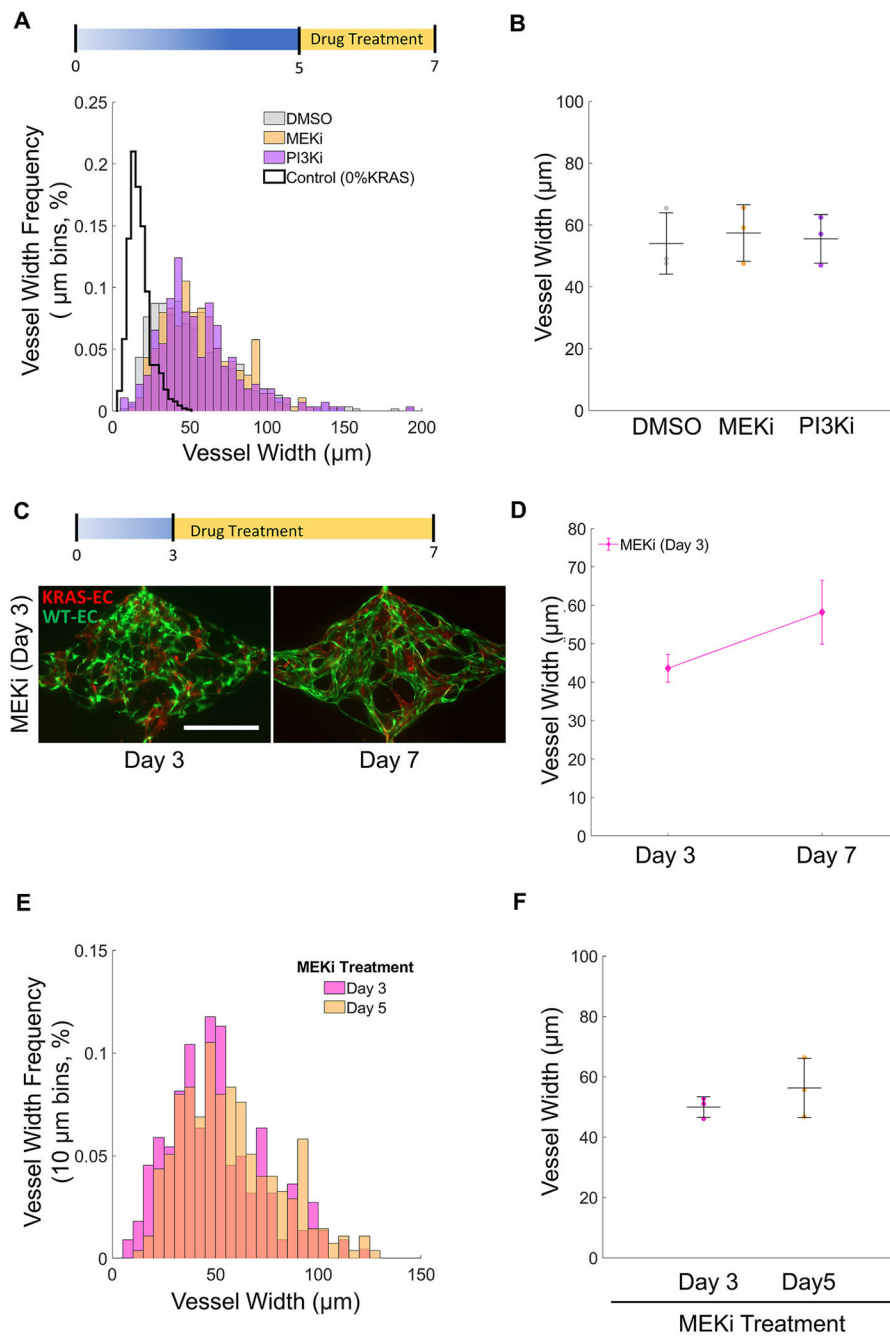 A
Drug Treatment
0
5
7
0.25
0.2
0.15
0.1
0.05
0
Vessel Width Frequency
( µm bins, %)
DMSO
MEKi
PI3Ki
Control (0%KRAS)
0
50
100
150
200
Vessel Width (µm)
B
100
80
60
40
20
0
Vessel Width (µm)
DMSO
MEKi
PI3Ki
C
Drug Treatment
0
3
7
MEKi (Day 3)
KRAS-EC
WT-EC
Day 3
Day 7
D
80
70
60
50
40
30
20
10
0
Vessel Width (µm)
MEKi (Day 3)
Day 3
Day 7
E
0.15
0.1
0.05
0
Vessel Width Frequency
(10 µm bins, %)
MEKi Treatment
Day 3
Day 5
0
50
100
150
Vessel Width (µm)
F
100
80
60
40
20
0
Vessel Width (µm)
Day 3
Day5
MEKi Treatment